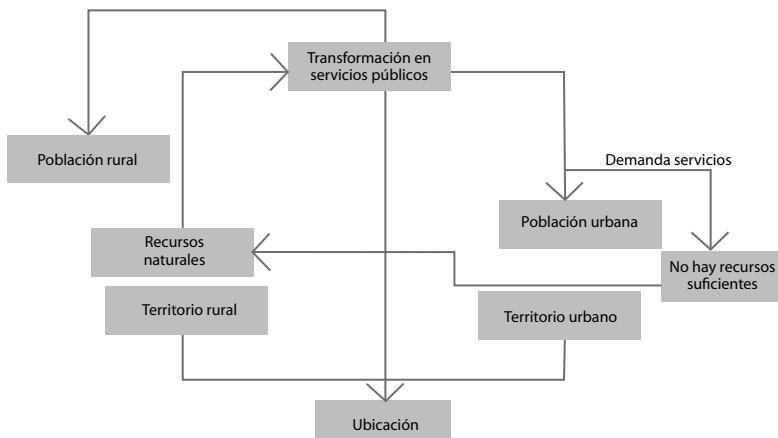 Transformación en
servicios públicos
Población rural
Demanda servicios
Población urbana
Recursos
naturales
No hay recursos
suficientes
Territorio rural
Territorio urbano
Ubicación